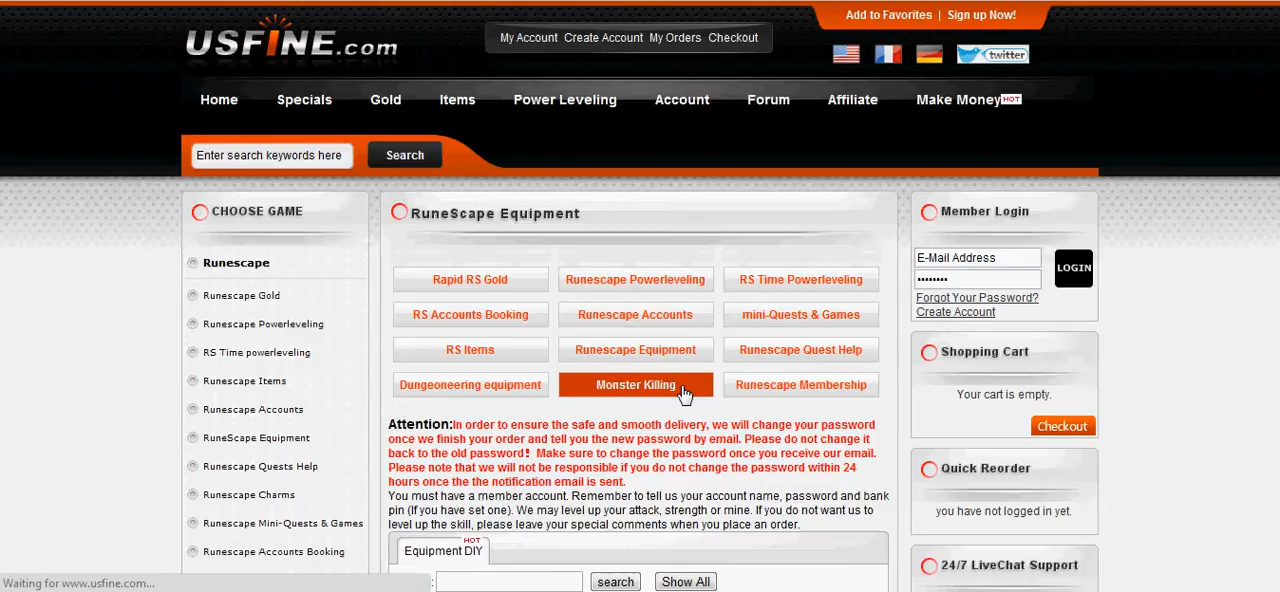 Add to Favorites | Sign up Now!
USFINE.com
My Account Create Account My Orders Checkout
twitter
Home Specials Gold Items Power Leveling Account Forum Affiliate Make Money HOT
Enter search keywords here Search
CHOOSE GAME
Runescape
Runescape Gold
Runescape Powerleveling
RS Time powerleveling
Runescape Items
Runescape Accounts
RuneScape Equipment
Runescape Quests Help
Runescape Charms
Runescape Mini-Quests & Games
Runescape Accounts Booking
RuneScape Equipment
Rapid RS Gold Runescape Powerleveling RS Time Powerleveling
RS Accounts Booking Runescape Accounts mini-Quests & Games
RS Items Runescape Equipment Runescape Quest Help
Dungeoneering equipment Monster Killing Runescape Membership
Attention:In order to ensure the safe and smooth delivery, we will change your password
once we finish your order and tell you the new password by email. Please do not change it
back to the old password! Make sure to change the password once you receive our email.
Please note that we will not be responsible if you do not change the password within 24
hours once the the notification email is sent.
You must have a member account. Remember to tell us your account name, password and bank
pin (If you have set one). We may level up your attack, strength or mine. If you do not want us to
level up the skill, please leave your special comments when you place an order.
HOT
Equipment DIY
: search Show All
Member Login
E-Mail Address
••••••••
LOGIN
Forgot Your Password?
Create Account
Shopping Cart
Your cart is empty.
Checkout
Quick Reorder
you have not logged in yet.
24/7 LiveChat Support
Waiting for www.usfine.com...